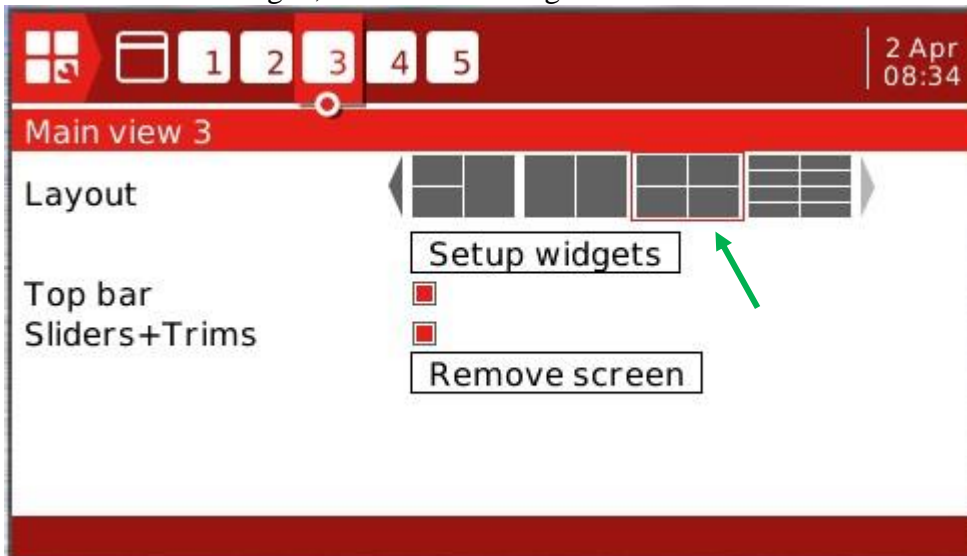 1 2 3 4 5
2 Apr
08:34
Main view 3
Layout
Setup widgets
Top bar
Sliders+Trims
Remove screen